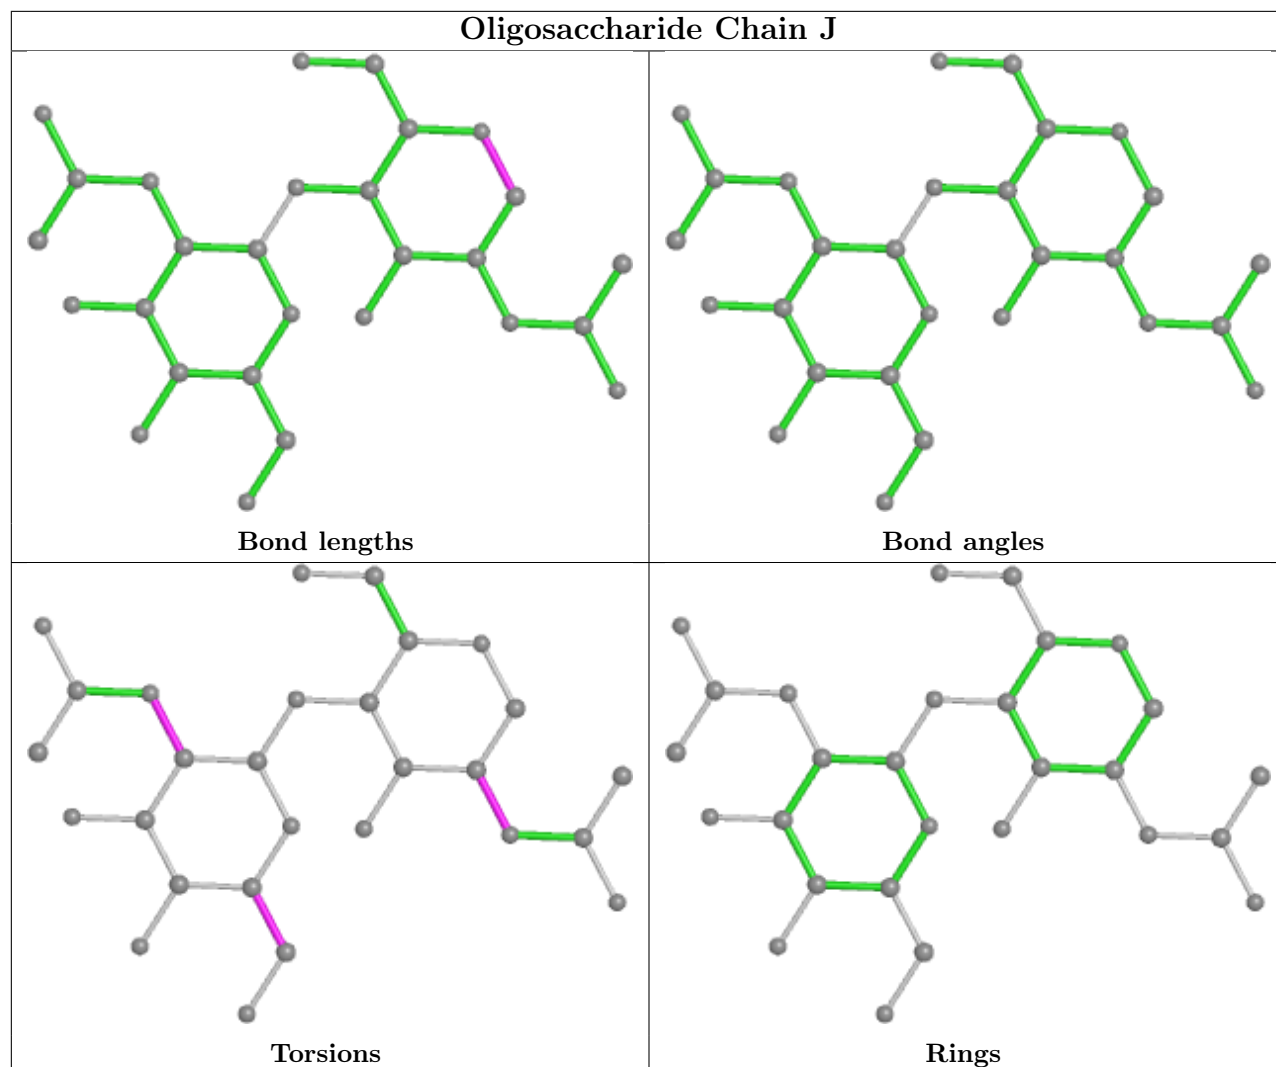 Oligosaccharide Chain J
Bond lengths
Bond angles
Torsions
Rings